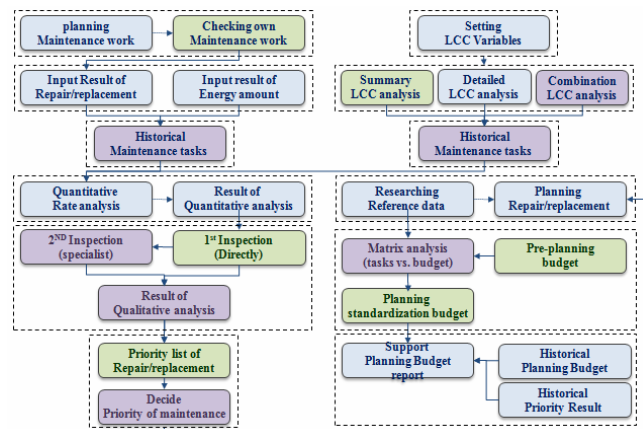 planning
Maintenance work
Checking own
Maintenance work
Setting
LCC Variables
Input Result of
Repair/replacement
Input result of
Energy amount
Summary
LCC analysis
Detailed
LCC analysis
Combination
LCC analysis
Historical
Maintenance tasks
Historical
Maintenance tasks
Quantitative
Rate analysis
Result of
Quantitative analysis
Researching
Reference data
Planning
Repair/replacement
2ND Inspection
(specialist)
1st Inspection
(Directly)
Matrix analysis
(tasks vs. budget)
Pre-planning
budget
Result of
Qualitative analysis
Planning
standardization budget
Priority list of
Repair/replacement
Support
Planning Budget
report
Historical
Planning Budget
Decide
Priority of maintenance
Historical
Priority Result